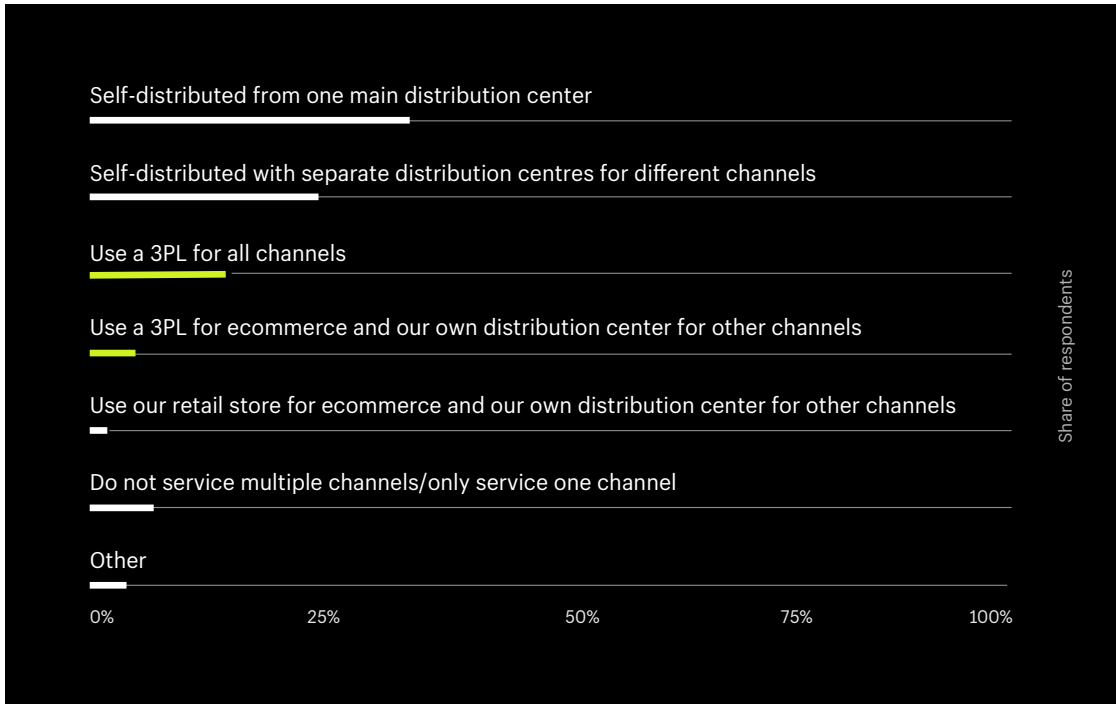 Self-distributed from one main distribution center
Self-distributed with separate distribution centres for different channels
Use a 3PL for all channels
Use a 3PL for ecommerce and our own distribution center for other channels
Use our retail store for ecommerce and our own distribution center for other channels
Do not service multiple channels/only service one channel
Other
0% 25% 50% 75% 100%
Share of respondents